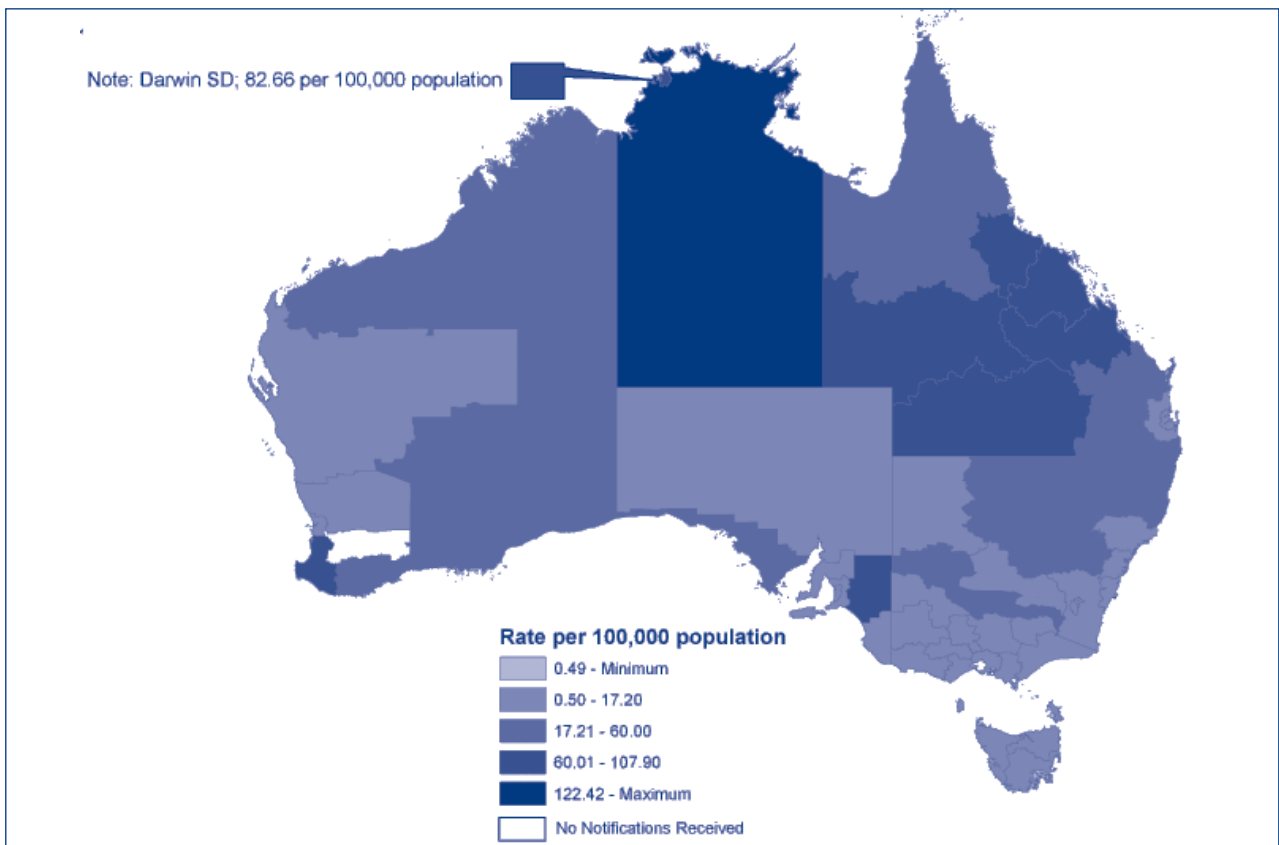 Note: Darwin SD; 82.66 per 100,000 population
Rate per 100,000 population
0.49 - Minimum
0.50 - 17.20
17.21 - 60.00
60.01 - 107.90
122.42 - Maximum
No Notifications Received